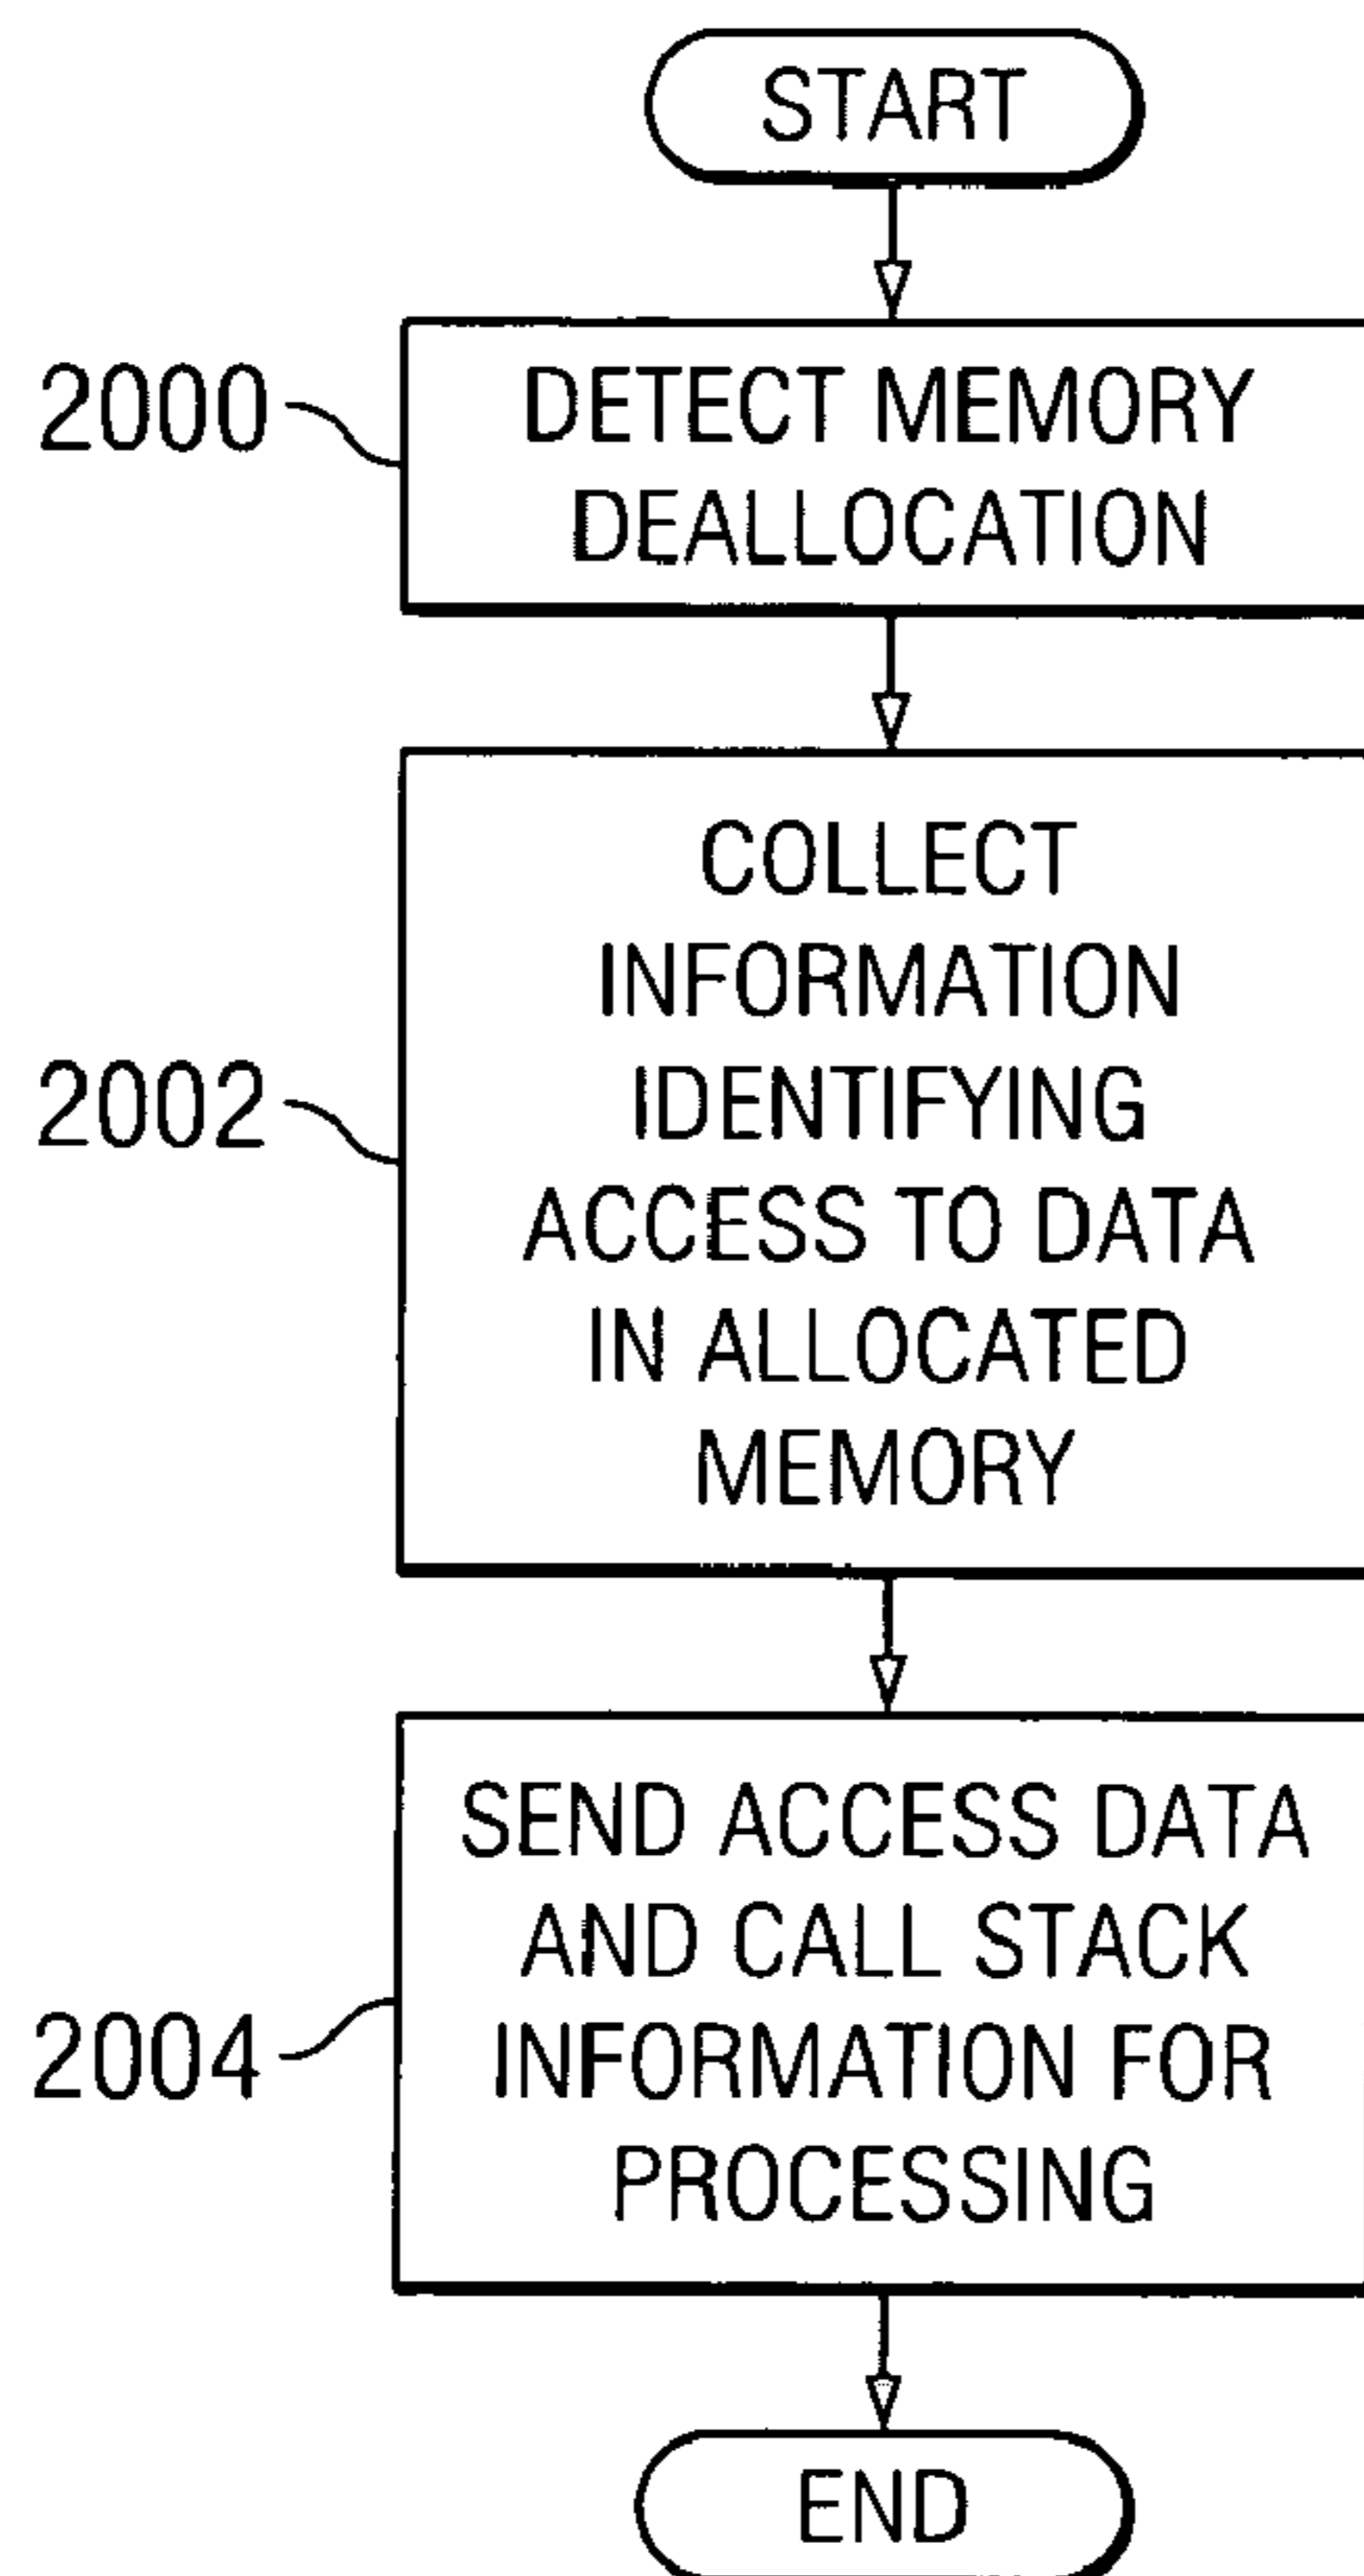 START
2000
DETECT MEMORY
DEALLOCATION
2002
COLLECT
INFORMATION
IDENTIFYING
ACCESS TO DATA
IN ALLOCATED
MEMORY
2004
SEND ACCESS DATA
AND CALL STACK
INFORMATION FOR
PROCESSING
END